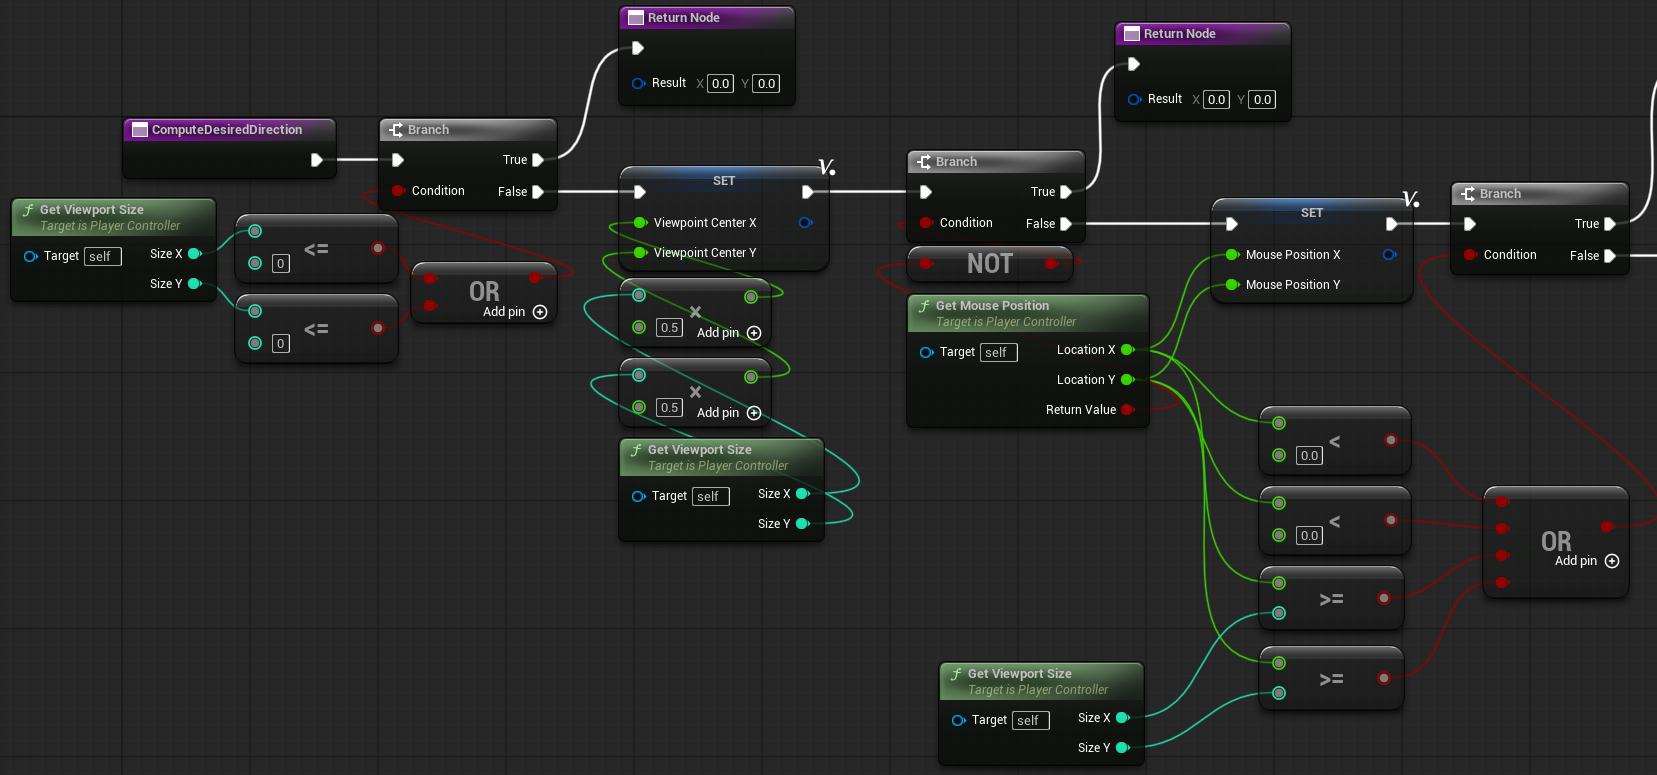 Return Node
Result X 0.0 Y 0.0
Return Node
Result X 0.0 Y 0.0
ComputeDesiredDirection
Branch
True
Condition False
Get Viewport Size
Target is Player Controller
Target self Size X
Size Y
<=
0
<=
0
OR
Add pin
SET
V.
Viewpoint Center X
Viewpoint Center Y
×
0.5 Add pin
×
0.5 Add pin
Get Viewport Size
Target is Player Controller
Target self Size X
Size Y
Branch
True
Condition False
NOT
Get Mouse Position
Target is Player Controller
Target self Location X
Location Y
Return Value
SET
V.
Mouse Position X
Mouse Position Y
Branch
True
Condition False
<
0.0
<
0.0
>=
>=
OR
Add pin
Get Viewport Size
Target is Player Controller
Target self Size X
Size Y